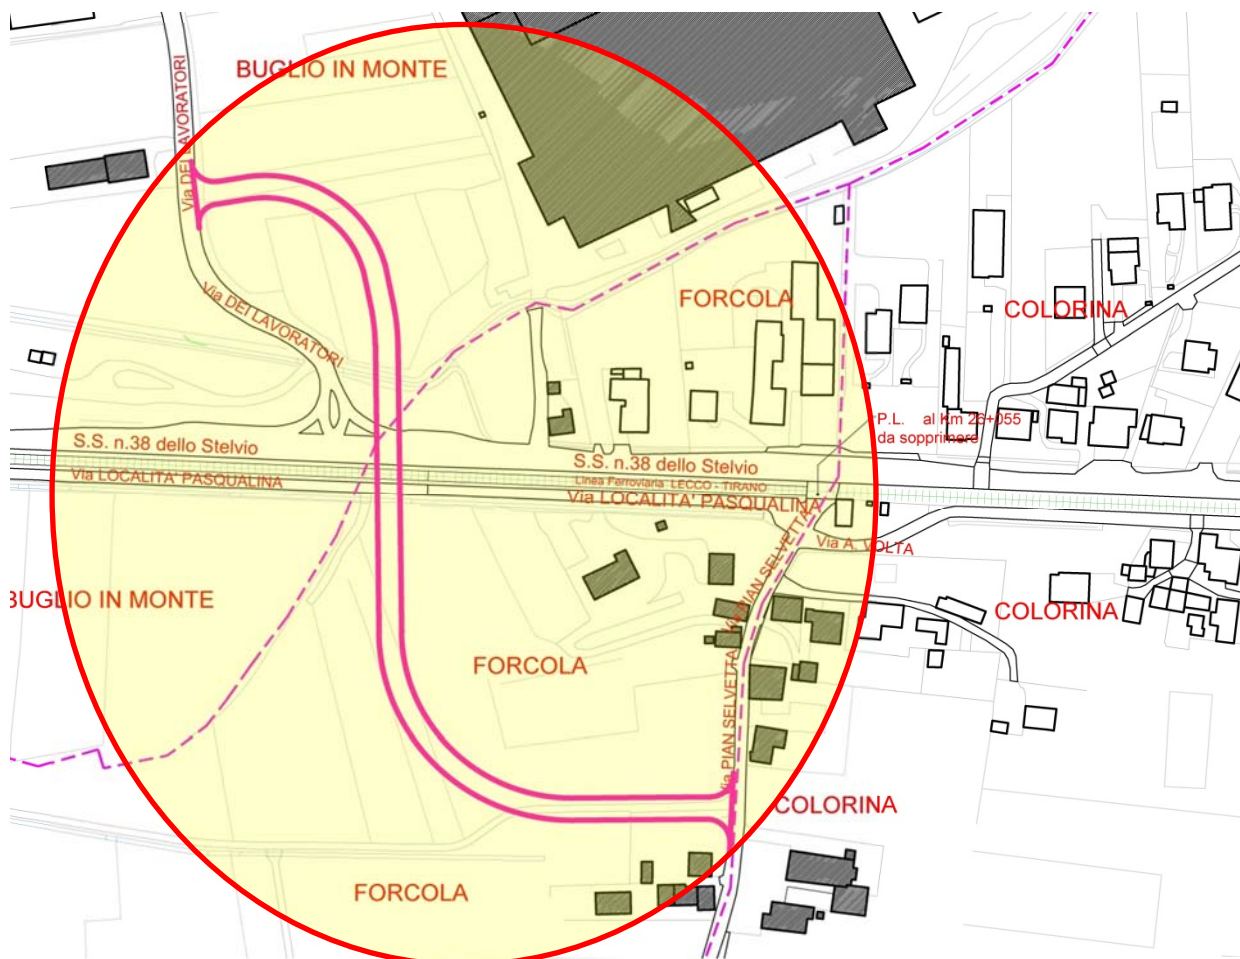 BUGLIO IN MONTE
Via DEI LAVORATORI
Via DEI LAVORATORI
FORCOLA
COLORINA
P.L. al Km 26+055
da sopprimere
S.S. n.38 dello Stelvio
S.S. n.38 dello Stelvio
Linea Ferroviaria LECCO - TIRANO
Via LOCALITA' PASQUALINA
Via LOCALITA' PASQUALINA
Via A. VOLTA
Via PIAN SELVETTA
BUGLIO IN MONTE
COLORINA
FORCOLA
Via PIAN SELVETTA
COLORINA
FORCOLA